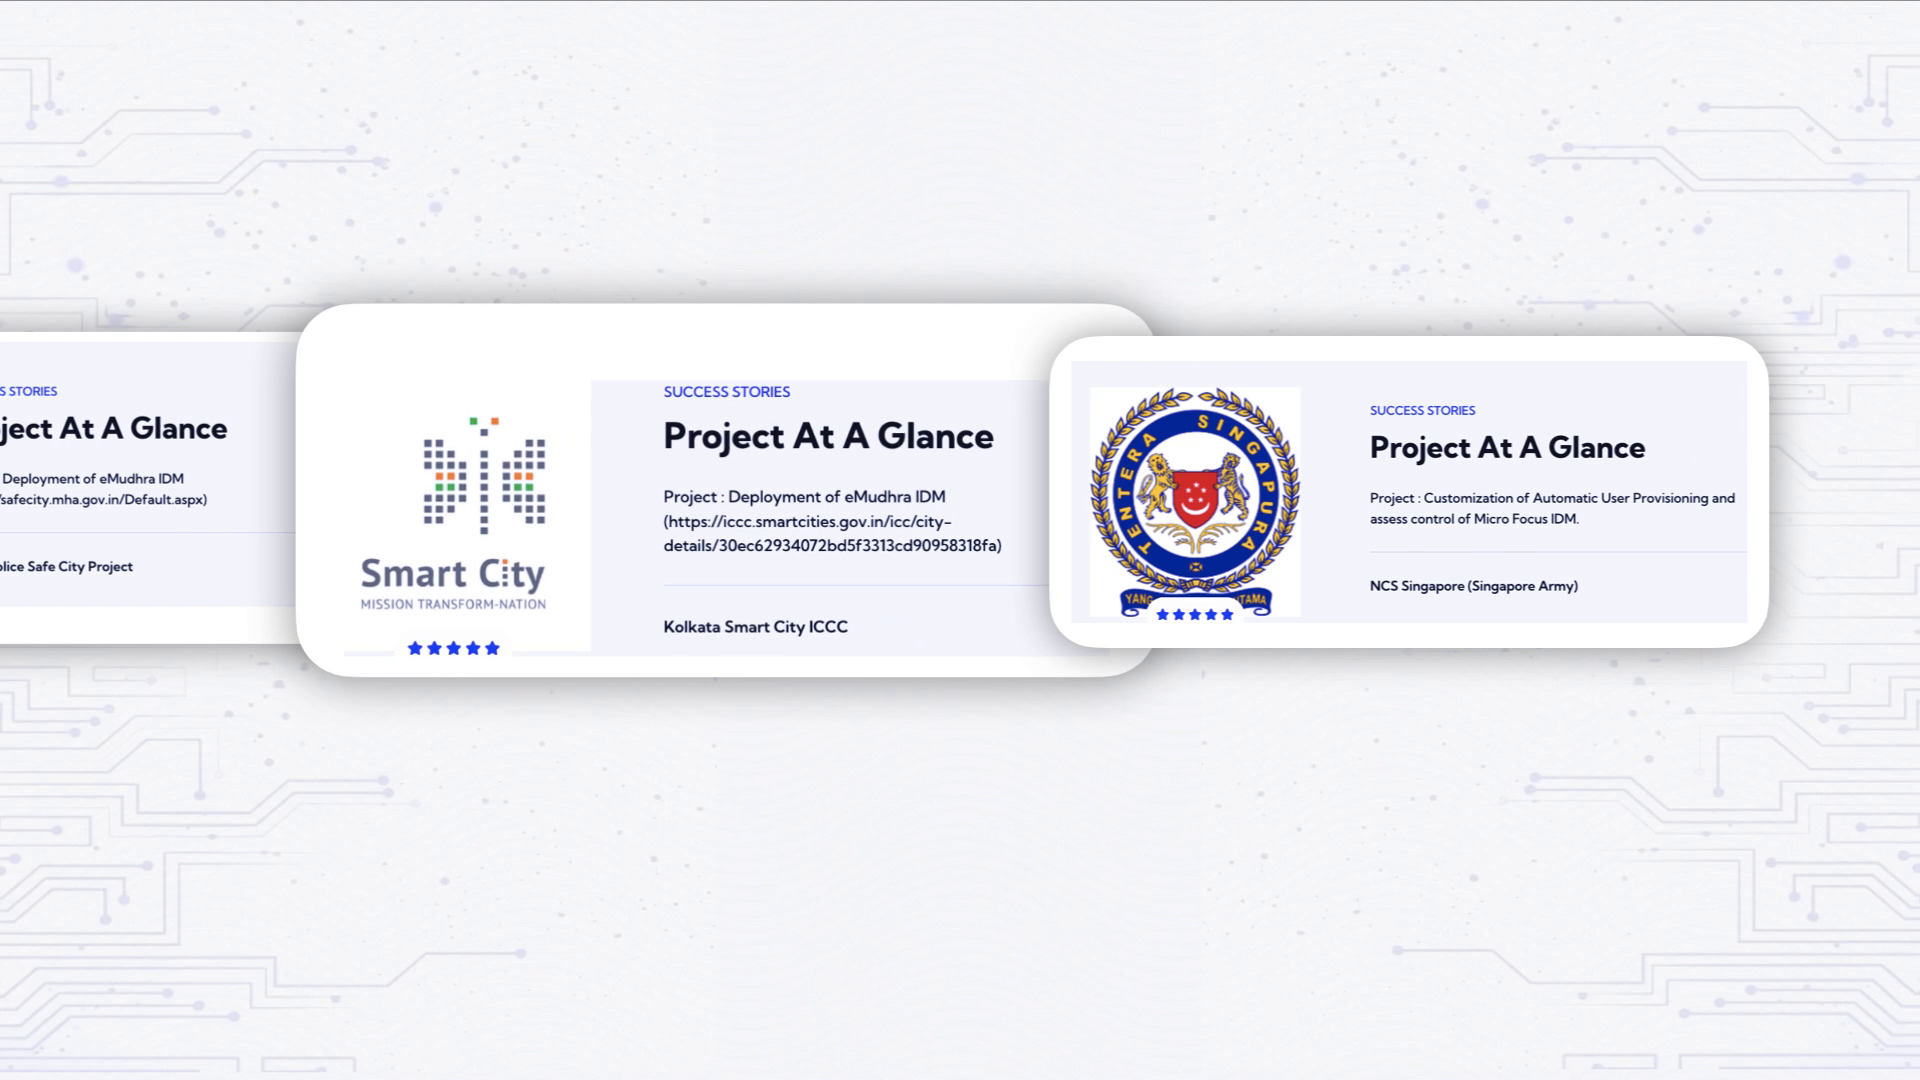 S STORIES
ject At A Glance
Deployment of eMudhra IDM
/safecity.mha.gov.in/Default.aspx)
olice Safe City Project
Smart City
MISSION TRANSFORM-NATION
SUCCESS STORIES
Project At A Glance
Project : Deployment of eMudhra IDM
(https://iccc.smartcities.gov.in/icc/city-
details/30ec62934072bd5f3313cd90958318fa)
Kolkata Smart City ICCC
TENTERA SINGAPURA
YANG
TAMA
SUCCESS STORIES
Project At A Glance
Project : Customization of Automatic User Provisioning and
assess control of Micro Focus IDM.
NCS Singapore (Singapore Army)